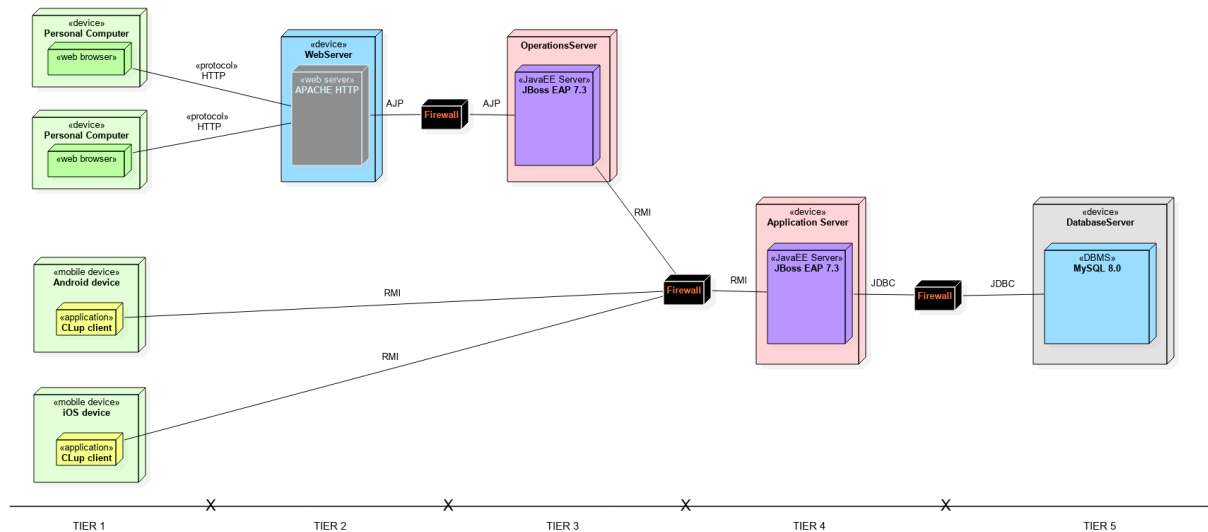 «device»
Personal Computer
«web browser»
«protocol»
HTTP
«device»
Personal Computer
«web browser»
«protocol»
HTTP
«device»
WebServer
«web server»
APACHE HTTP
AJP
Firewall
AJP
OperationsServer
«JavaEE Server»
JBoss EAP 7.3
RMI
«mobile device»
Android device
«application»
CLup client
RMI
«mobile device»
iOS device
«application»
CLup client
RMI
Firewall
RMI
«device»
Application Server
«JavaEE Server»
JBoss EAP 7.3
JDBC
Firewall
JDBC
«device»
DatabaseServer
«DBMS»
MySQL 8.0
X
X
X
X
TIER 1
TIER 2
TIER 3
TIER 4
TIER 5